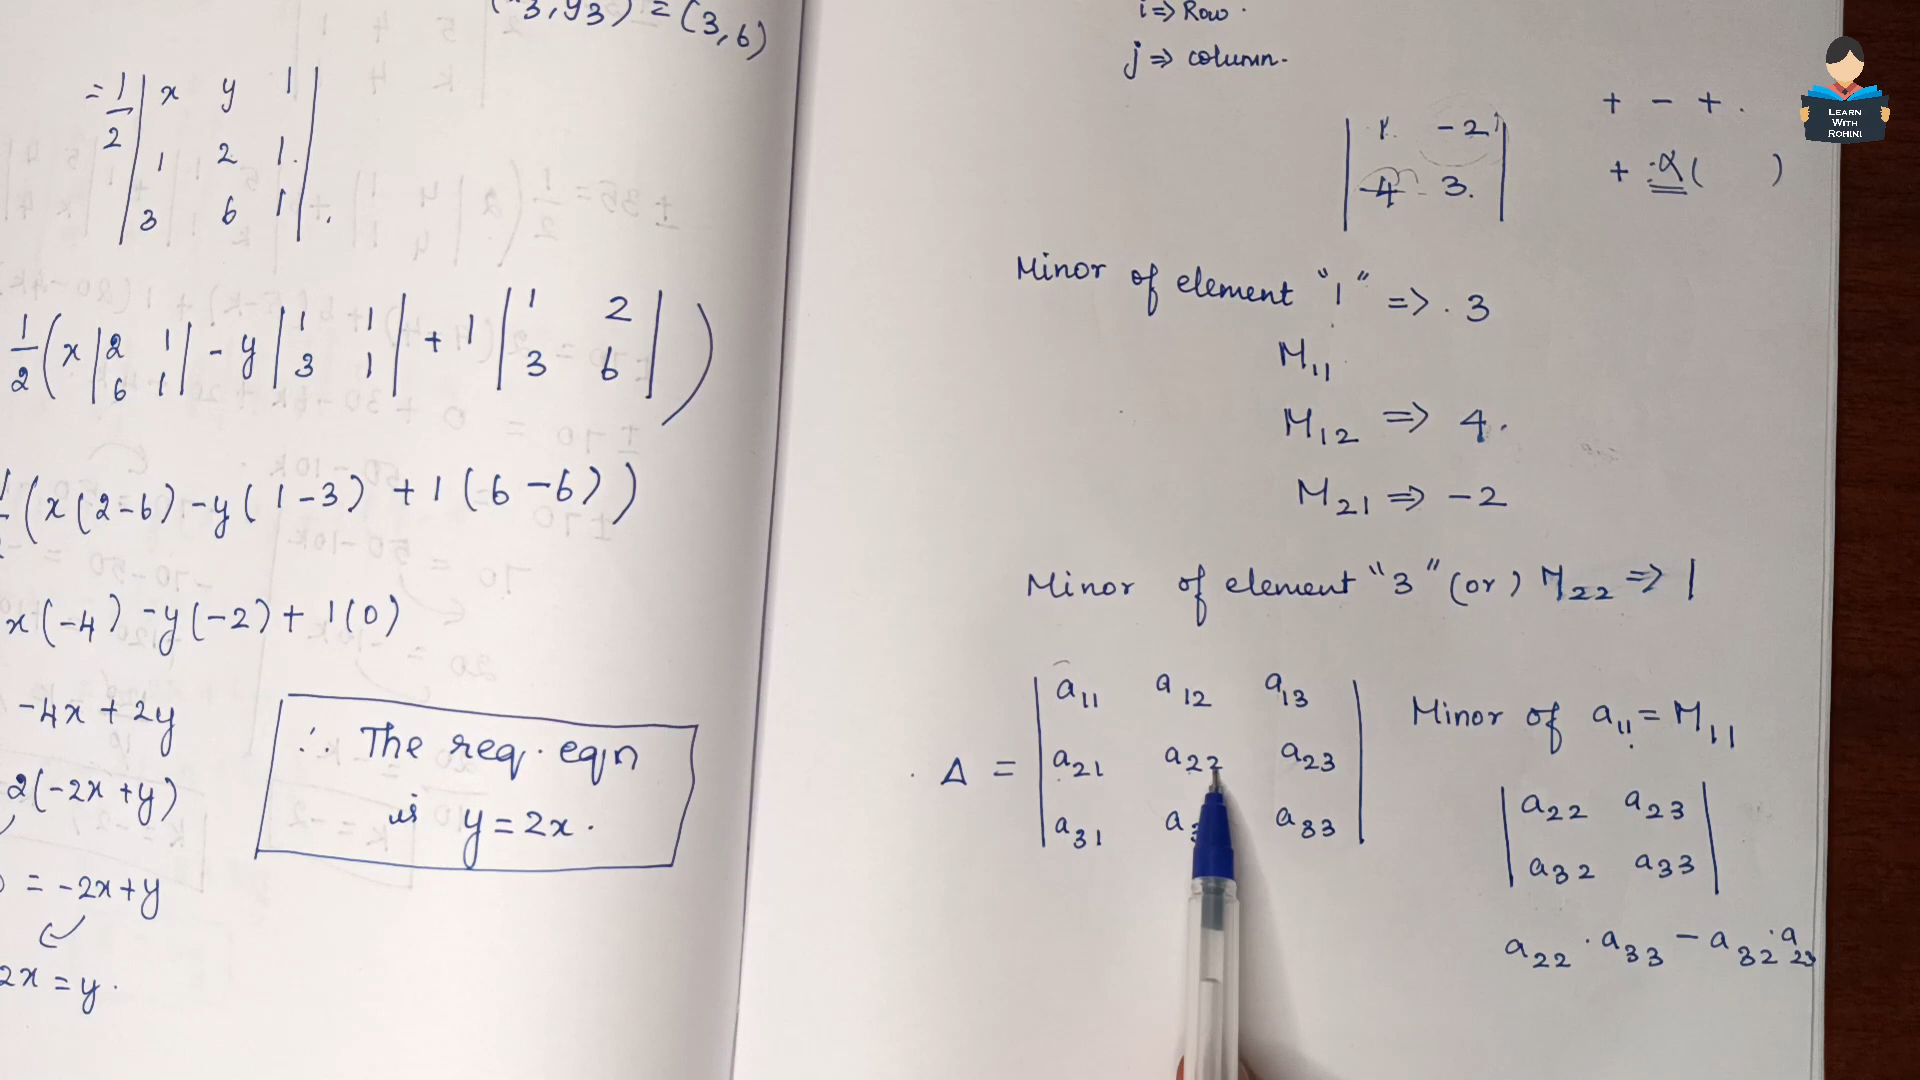 (x3, y3) = (3, 6)
= 1/2 | x y 1 |
| 1 2 1. |
| 3 6 1 | .
1/2 ( x | 2 1 | - y | 1 1 | + 1 | 1 2 | )
| 6 1 | | 3 1 | | 3 6 |
(x(2-6) - y(1-3) + 1(6-6))
x(-4) - y(-2) + 1(0)
-4x + 2y
2(-2x + y)
= -2x + y
2x = y.
∴ The req. eqn
is y = 2x.
i => Row.
j => column.
+ - + .
| 1. -2 |
| 4 3. |
+ α ( )
Minor of element "1" => . 3
M11
M12 => 4.
M21 => -2
Minor of element "3" (or) M22 => 1
Δ = | a11 a12 a13 |
| a21 a22 a23 |
| a31 a3 a33 |
Minor of a11 = M11
| a22 a23 |
| a32 a33 |
a22 . a33 - a32 . a23
LEARN
WITH
ROHINI